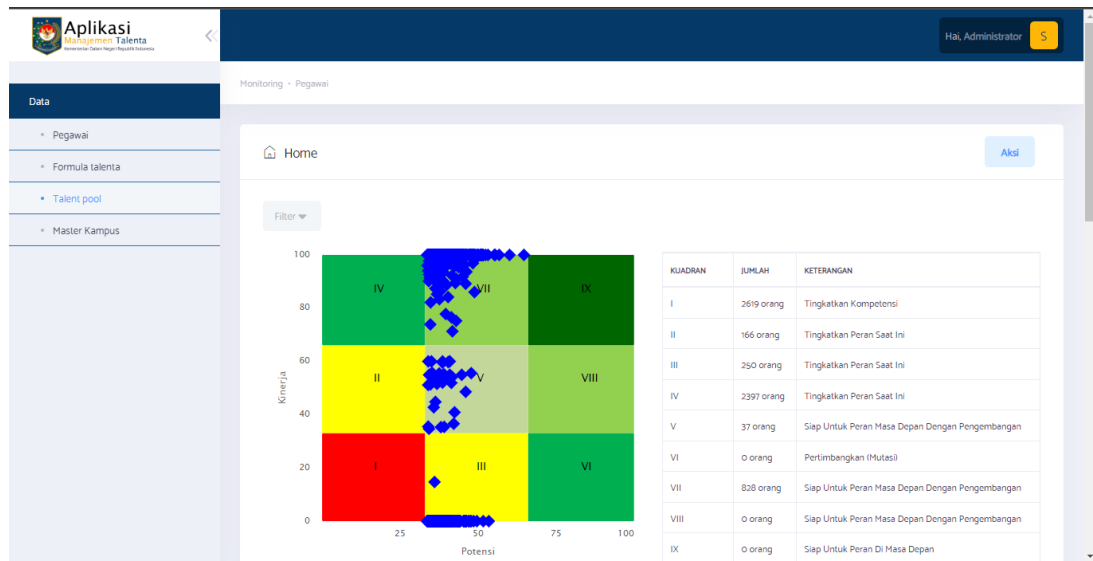 Aplikasi
Manajemen Talenta
Kementerian Dalam Negeri Republik Indonesia
Hai, Administrator S
Monitoring - Pegawai
Data
Pegawai
Formula talenta
Talent pool
Master Kampus
Home
Aksi
Filter
100
80
60
40
20
0
Kinerja
IV VII IX
II V VIII
I III VI
25 50 75 100
Potensi
KUADRAN JUMLAH KETERANGAN
I 2619 orang Tingkatkan Kompetensi
II 166 orang Tingkatkan Peran Saat Ini
III 250 orang Tingkatkan Peran Saat Ini
IV 2397 orang Tingkatkan Peran Saat Ini
V 37 orang Siap Untuk Peran Masa Depan Dengan Pengembangan
VI 0 orang Pertimbangkan (Mutasi)
VII 828 orang Siap Untuk Peran Masa Depan Dengan Pengembangan
VIII 0 orang Siap Untuk Peran Masa Depan Dengan Pengembangan
IX 0 orang Siap Untuk Peran Di Masa Depan